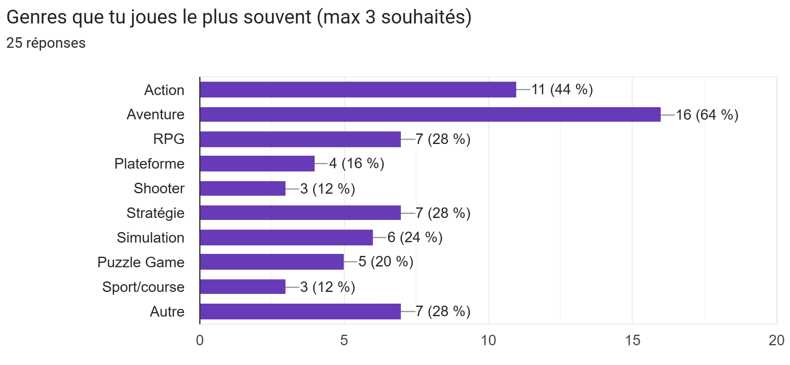 Genres que tu joues le plus souvent (max 3 souhaités)
25 réponses
Action 11 (44 %)
Aventure 16 (64 %)
RPG 7 (28 %)
Plateforme 4 (16 %)
Shooter 3 (12 %)
Stratégie 7 (28 %)
Simulation 6 (24 %)
Puzzle Game 5 (20 %)
Sport/course 3 (12 %)
Autre 7 (28 %)
0 5 10 15 20